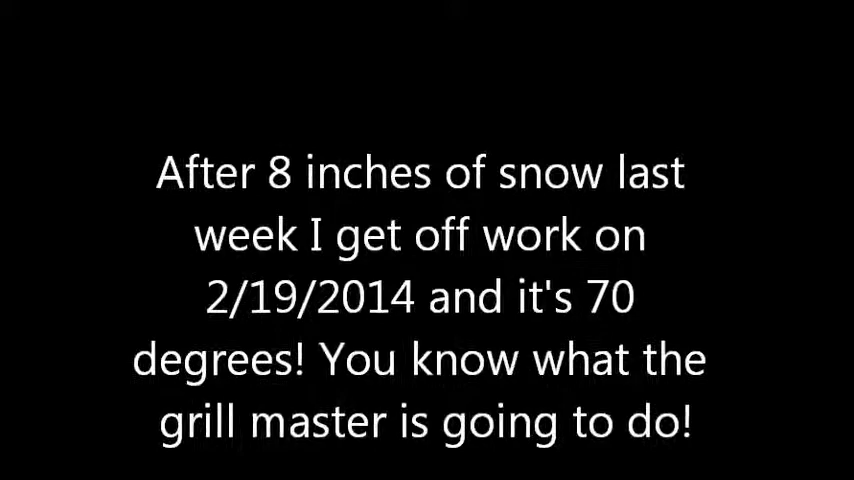 After 8 inches of snow last
week I get off work on
2/19/2014 and it's 70
degrees! You know what the
grill master is going to do!